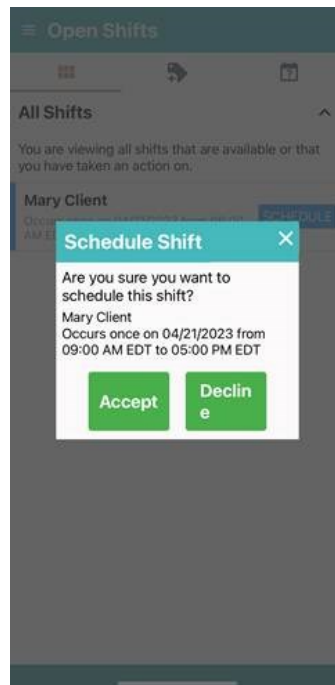 Open Shifts
All Shifts
You are viewing all shifts that are available or that
you have taken an action on.
Mary Client
SCHEDULE
Schedule Shift
Are you sure you want to
schedule this shift?
Mary Client
Occurs once on 04/21/2023 from
09:00 AM EDT to 05:00 PM EDT
Accept
Declin
e